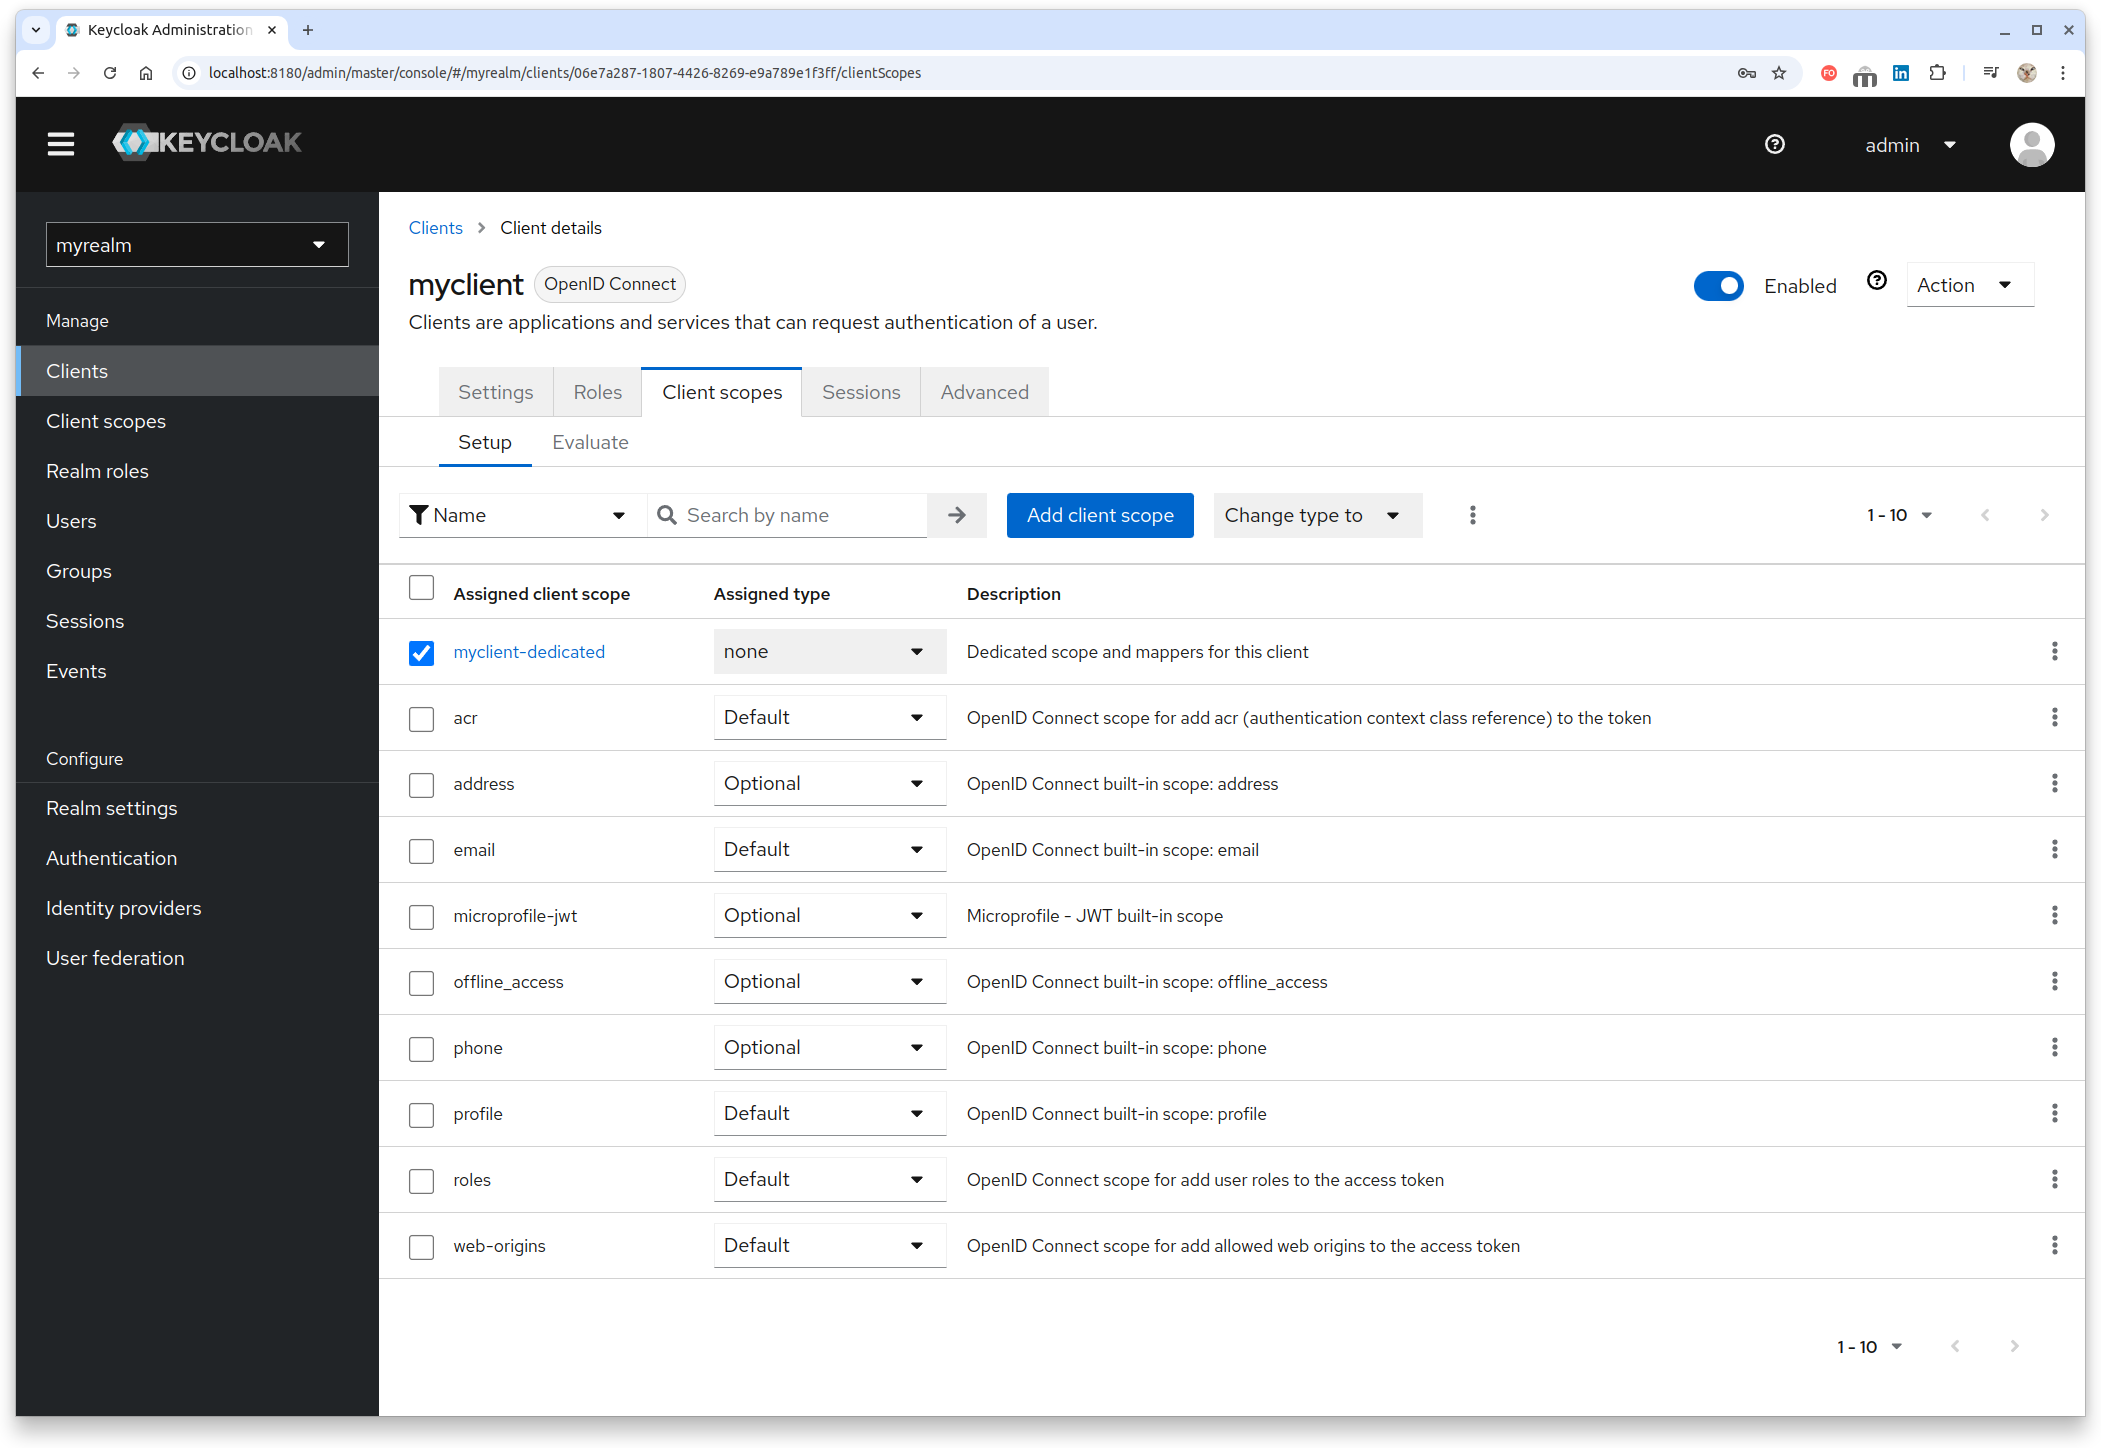 Keycloak Administration
localhost:8180/admin/master/console/#/myrealm/clients/06e7a287-1807-4426-8269-e9a789e1f3ff/clientScopes
FO
in
KEYCLOAK
admin
myrealm
Manage
Clients
Client scopes
Realm roles
Users
Groups
Sessions
Events
Configure
Realm settings
Authentication
Identity providers
User federation
Clients > Client details
myclient OpenID Connect
Enabled
Action
Clients are applications and services that can request authentication of a user.
Settings Roles Client scopes Sessions Advanced
Setup Evaluate
Name Search by name Add client scope Change type to 1 - 10
Assigned client scope Assigned type Description
myclient-dedicated none Dedicated scope and mappers for this client
acr Default OpenID Connect scope for add acr (authentication context class reference) to the token
address Optional OpenID Connect built-in scope: address
email Default OpenID Connect built-in scope: email
microprofile-jwt Optional Microprofile - JWT built-in scope
offline_access Optional OpenID Connect built-in scope: offline_access
phone Optional OpenID Connect built-in scope: phone
profile Default OpenID Connect built-in scope: profile
roles Default OpenID Connect scope for add user roles to the access token
web-origins Default OpenID Connect scope for add allowed web origins to the access token
1 - 10